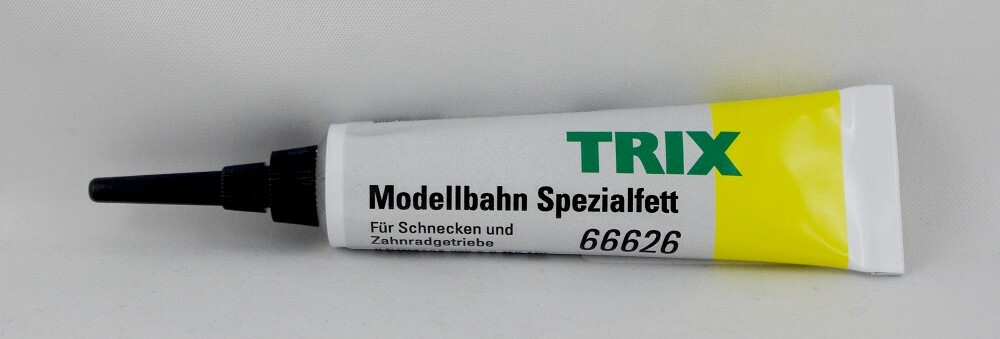 TRIX
Modellbahn Spezialfett
Für Schnecken und
Zahnradgetriebe
66626